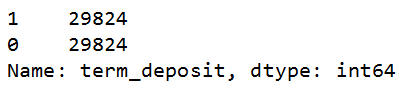 1    29824
0    29824
Name: term_deposit, dtype: int64